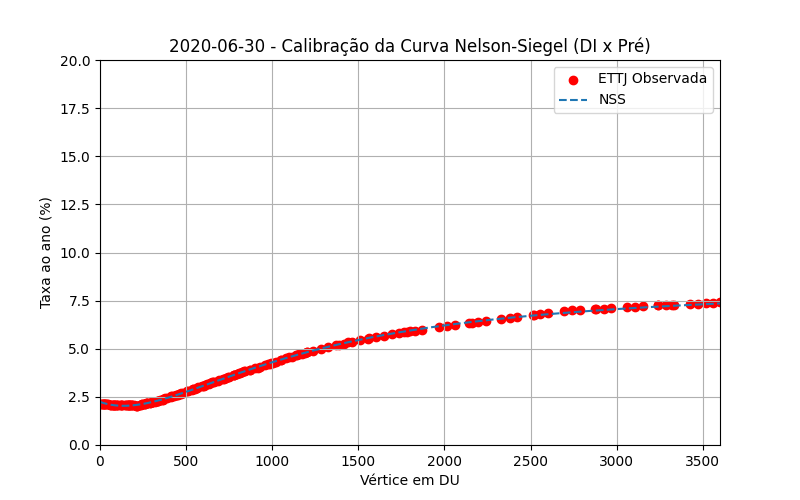 2020-06-30 - Calibração da Curva Nelson-Siegel (DI x Pré)
ETTJ Observada
NSS
Taxa ao ano (%)
20.0
17.5
15.0
12.5
10.0
7.5
5.0
2.5
0.0
0 500 1000 1500 2000 2500 3000 3500
Vértice em DU